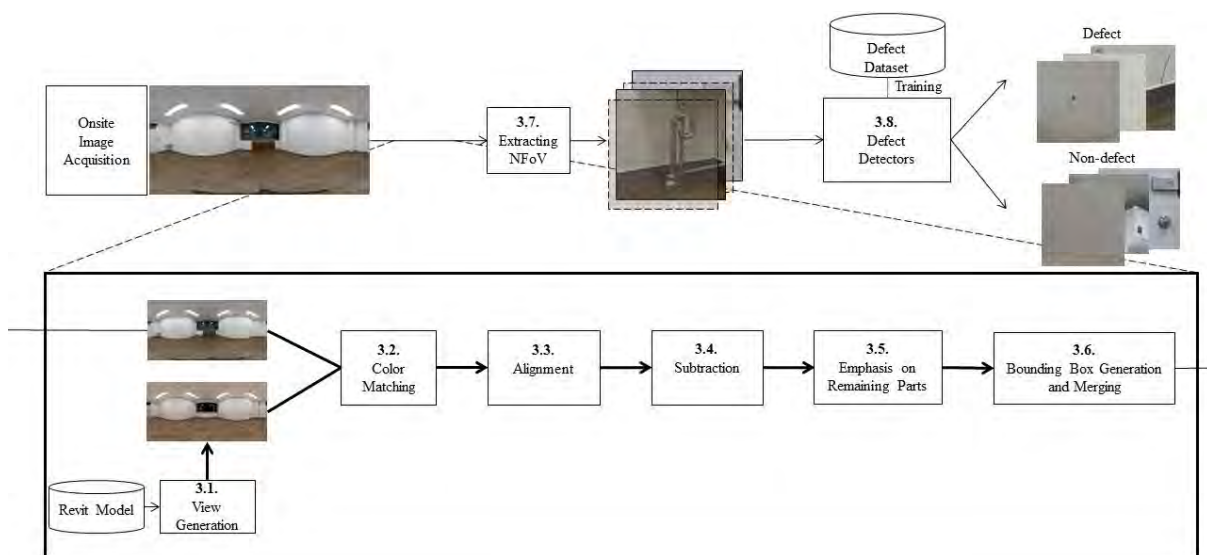 Onsite
Image
Acquisition
3.7.
Extracting
NFoV
Defect
Dataset
Training
3.8.
Defect
Detectors
Defect
Non-defect
3.2.
Color
Matching
3.3.
Alignment
3.4.
Subtraction
3.5.
Emphasis on
Remaining Parts
3.6.
Bounding Box Generation
and Merging
Revit Model
3.1.
View
Generation